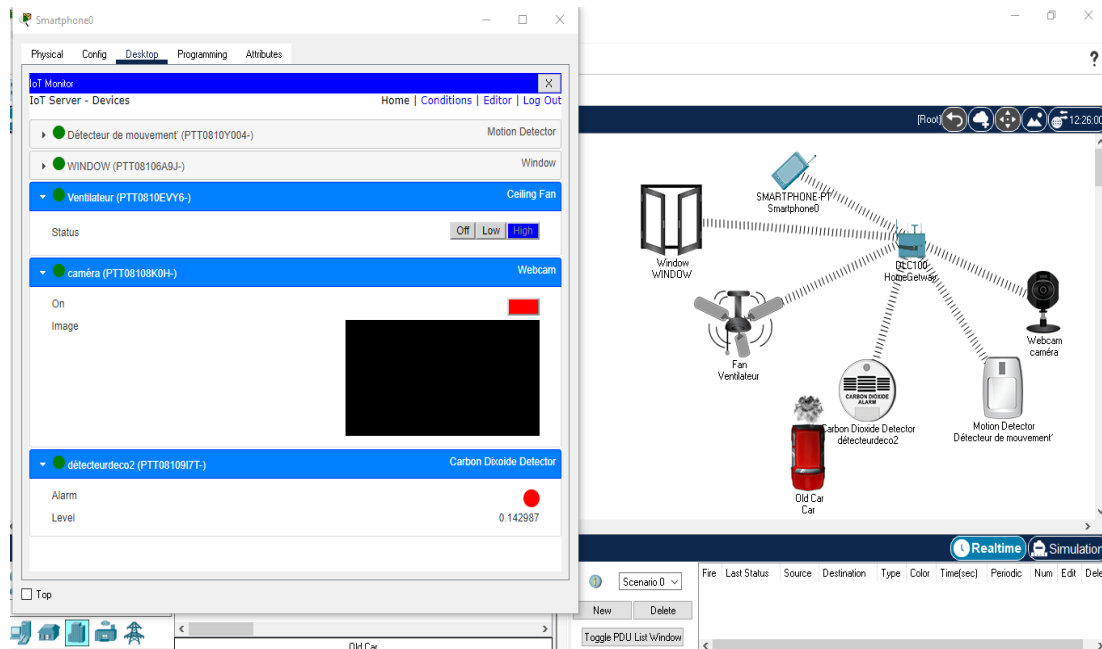 Smartphone0
Physical Config Desktop Programming Attributes
IoT Monitor X
IoT Server - Devices Home | Conditions | Editor | Log Out
Détecteur de mouvement' (PTT0810Y004-) Motion Detector
WINDOW (PTT08106A9J-) Window
Ventilateur (PTT0810EVY6-) Ceiling Fan
Status Off Low High
caméra (PTT08108K0H-) Webcam
On
Image
détecteurdeco2 (PTT08109I7T-) Carbon Dixoide Detector
Alarm
Level 0.142987
Top
?
[Root] 12:26:00
SMARTPHONE-PT
Smartphone0
Window
WINDOW
DLC100
HomeGetway
Webcam
caméra
Fan
Ventilateur
CARBON DIOXIDE
ALARM
Carbon Dioxide Detector
détecteurdeco2
Motion Detector
Détecteur de mouvement'
Old Car
Car
Realtime Simulation
Scenario 0
New Delete
Toggle PDU List Window
Fire Last Status Source Destination Type Color Time(sec) Periodic Num Edit Dele
Old Car